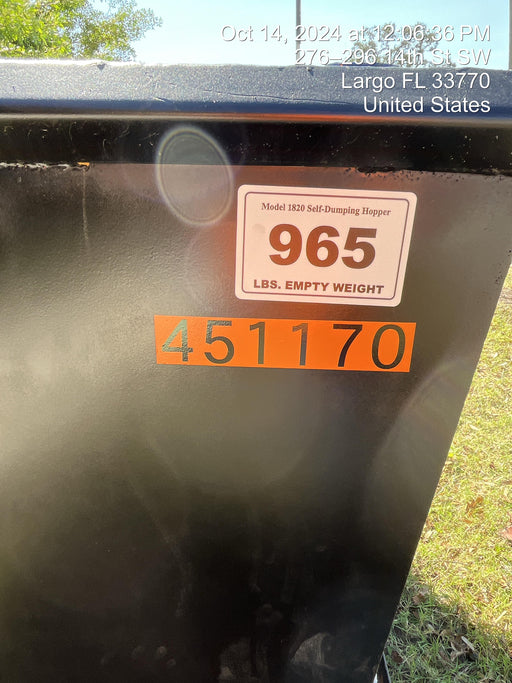 Oct 14, 2024 at 12:06:36 PM
276–296 14th St SW
Largo FL 33770
United States
Model 1820 Self-Dumping Hopper
965
LBS. EMPTY WEIGHT
451170